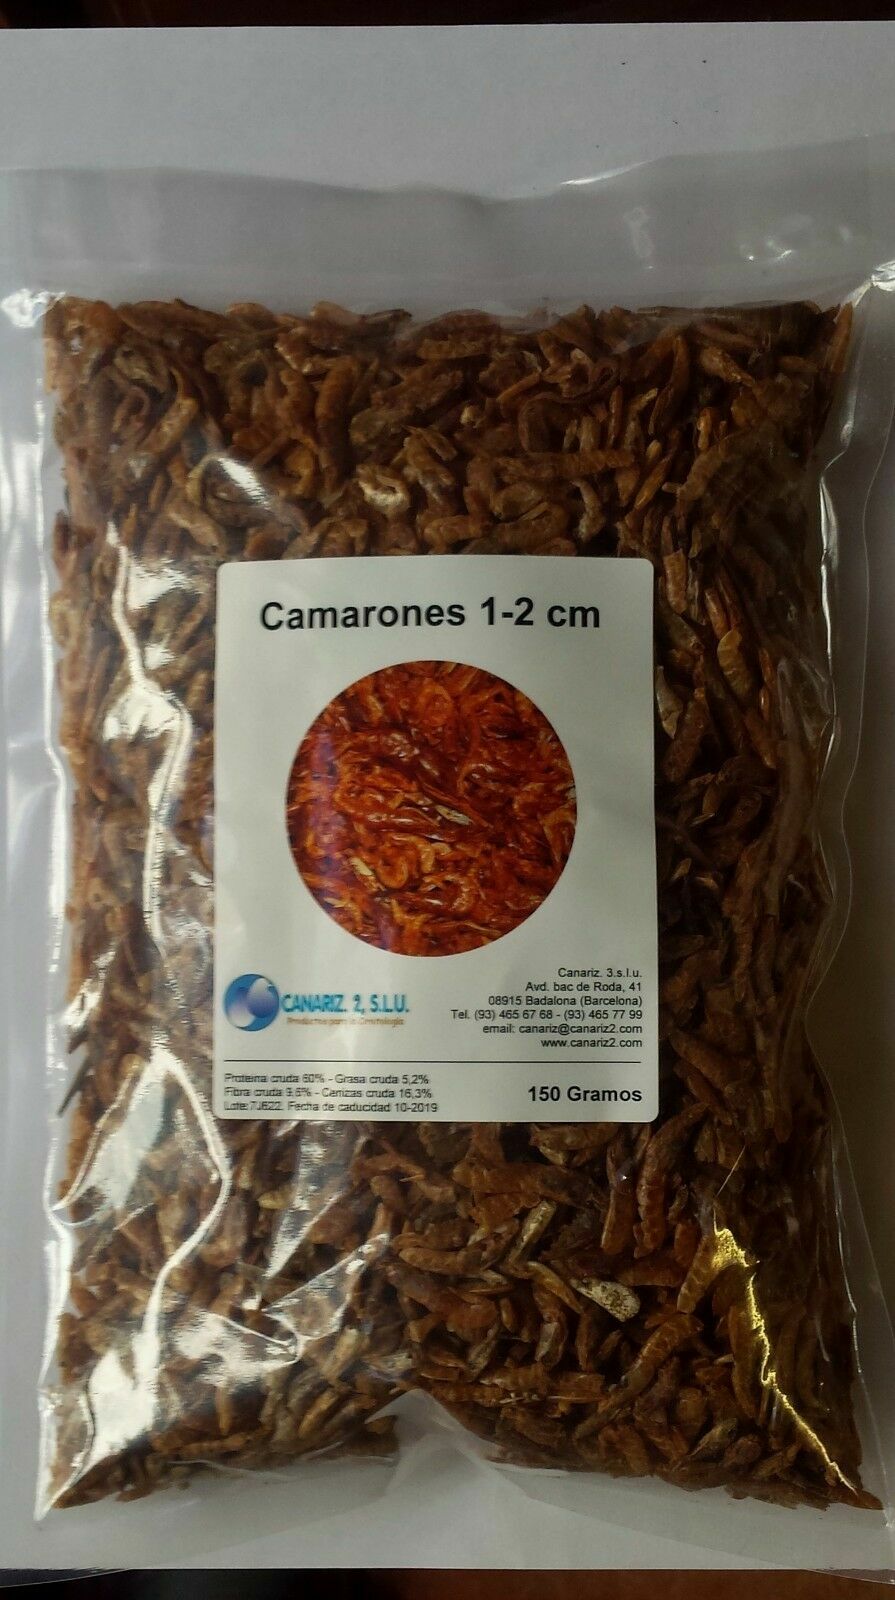 Camarones 1-2 cm
CANARIZ. 2, S.L.U.
Productos para la Ornitología
Canariz. 3.s.l.u.
Avd. bac de Roda, 41
08915 Badalona (Barcelona)
Tel. (93) 465 67 68 - (93) 465 77 99
email: canariz@canariz2.com
www.canariz2.com
Proteina cruda 60% - Grasa cruda 5,2%
Fibra cruda 9,6% - Cenizas cruda 16,3%
Lote:7J622. Fecha de caducidad 10-2019
150 Gramos